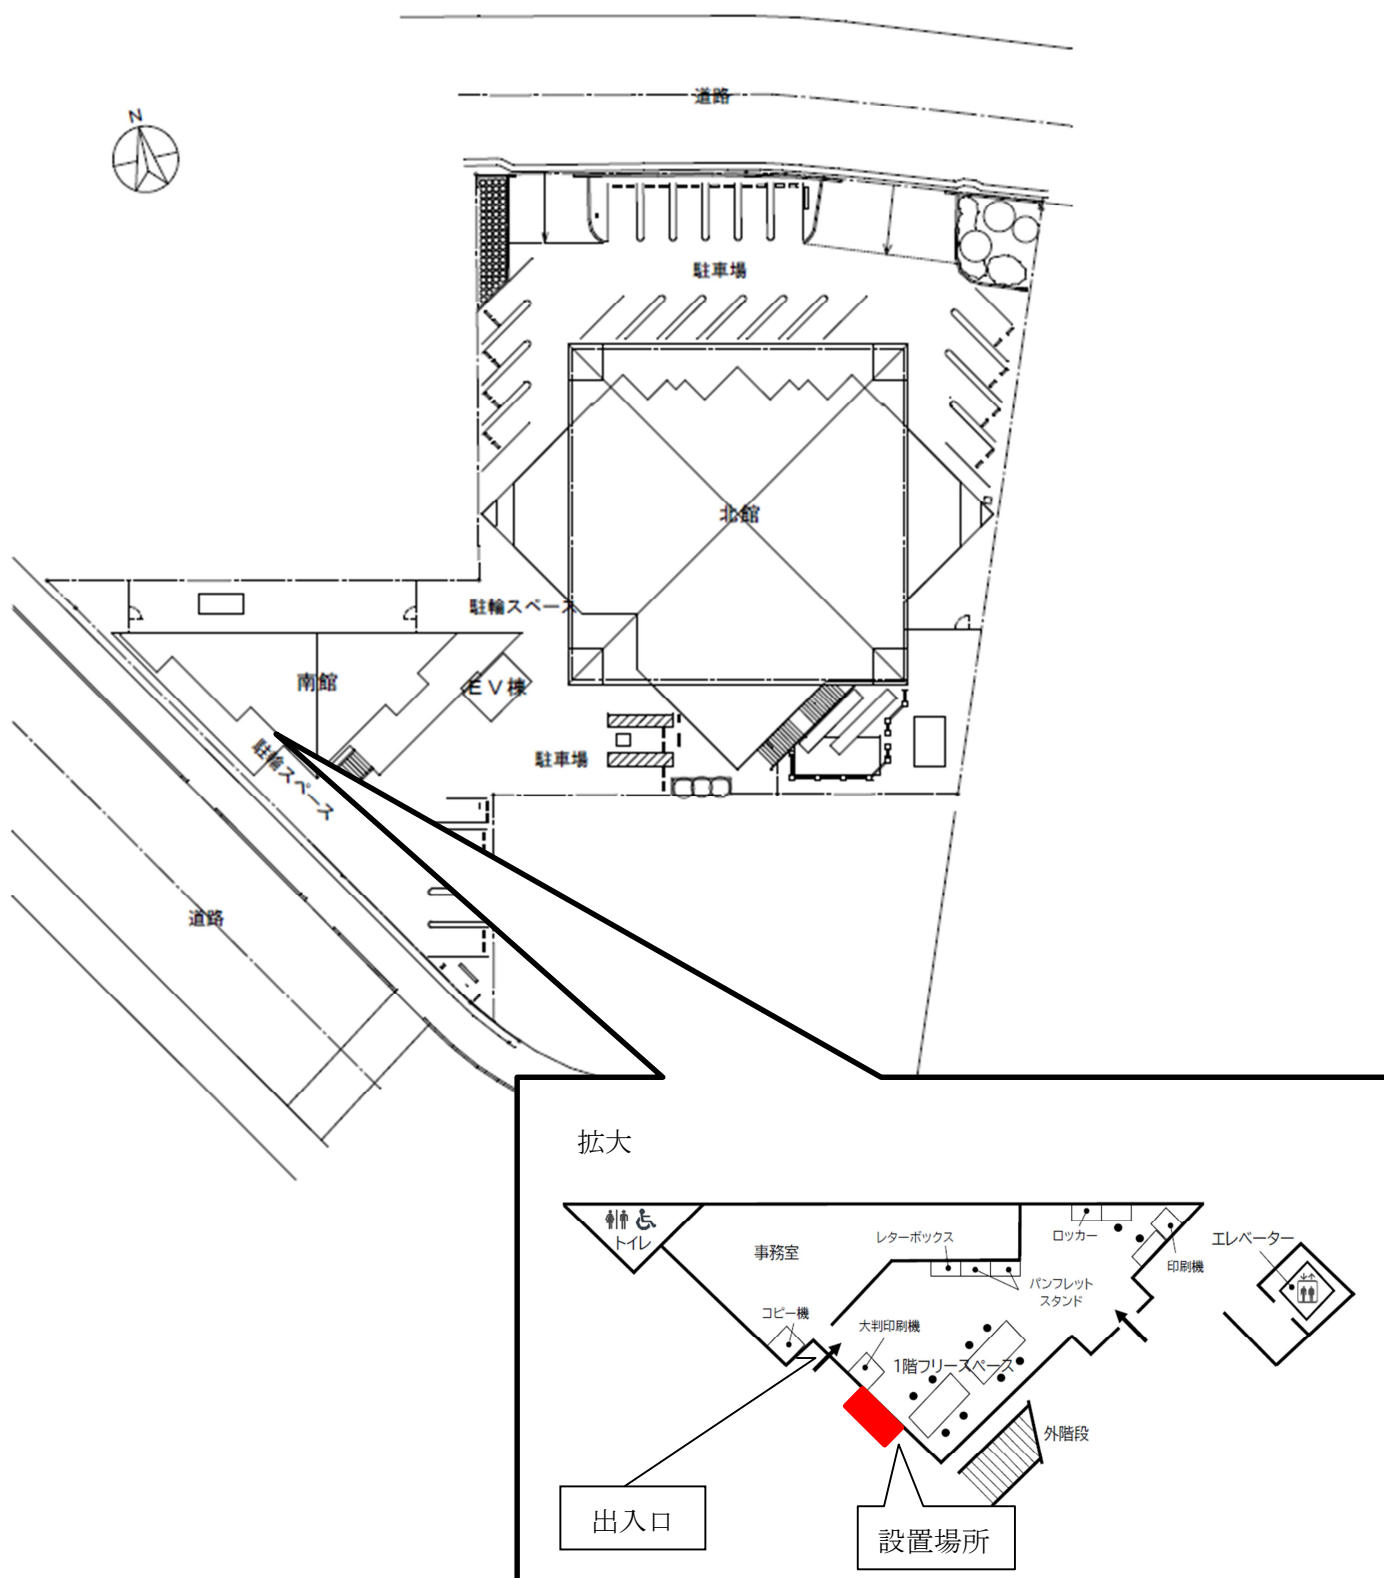 道路
N
駐車場
北館
駐輪スペース
南館
EV棟
駐輪スペース
駐車場
道路
拡大
トイレ
事務室
レターボックス
ロッカー
エレベーター
印刷機
パンフレット
スタンド
コピー機
大判印刷機
1階フリースペース
外階段
出入口
設置場所